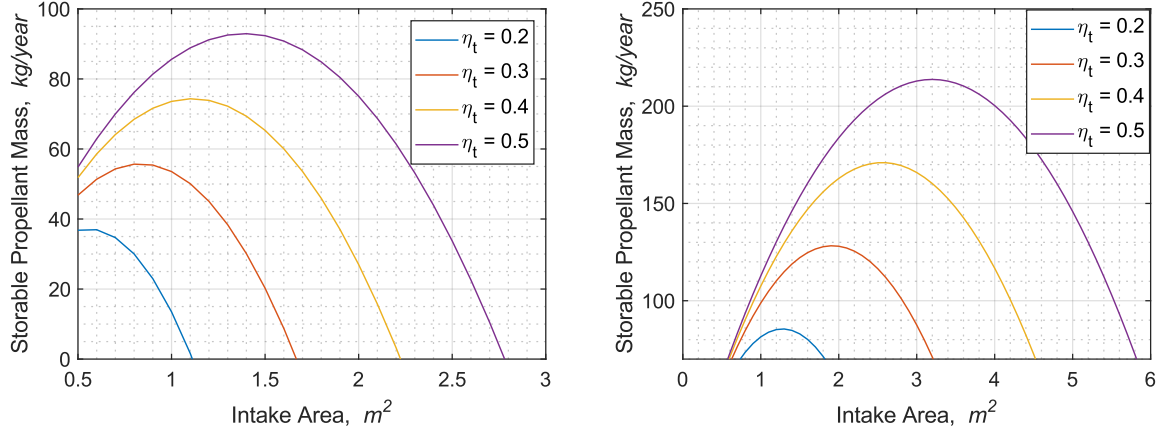 100
80
60
40
20
0
Storable Propellant Mass, kg/year
0.5
1
1.5
2
2.5
3
Intake Area, m²
ηt = 0.2
ηt = 0.3
ηt = 0.4
ηt = 0.5
250
200
150
100
Storable Propellant Mass, kg/year
0
1
2
3
4
5
6
Intake Area, m²
ηt = 0.2
ηt = 0.3
ηt = 0.4
ηt = 0.5